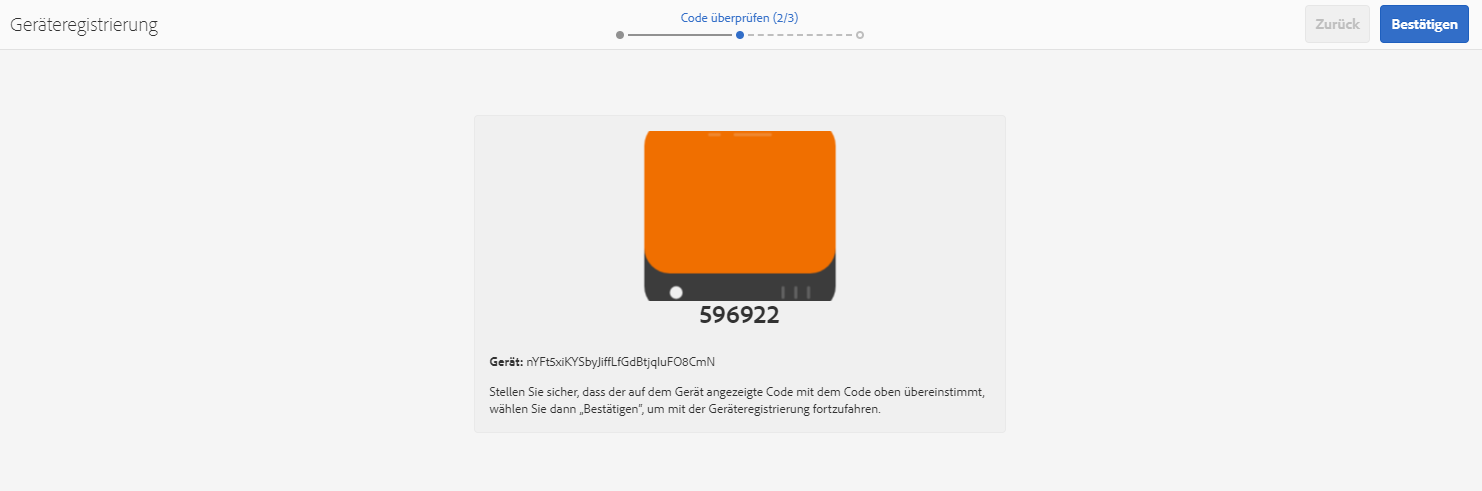 Geräteregistrierung
Code überprüfen (2/3)
Zurück
Bestätigen
596922
Gerät: nYFt5xiKYSbyJiffLfGdBtjqIuFO8CmN
Stellen Sie sicher, dass der auf dem Gerät angezeigte Code mit dem Code oben übereinstimmt,
wählen Sie dann „Bestätigen”, um mit der Geräteregistrierung fortzufahren.